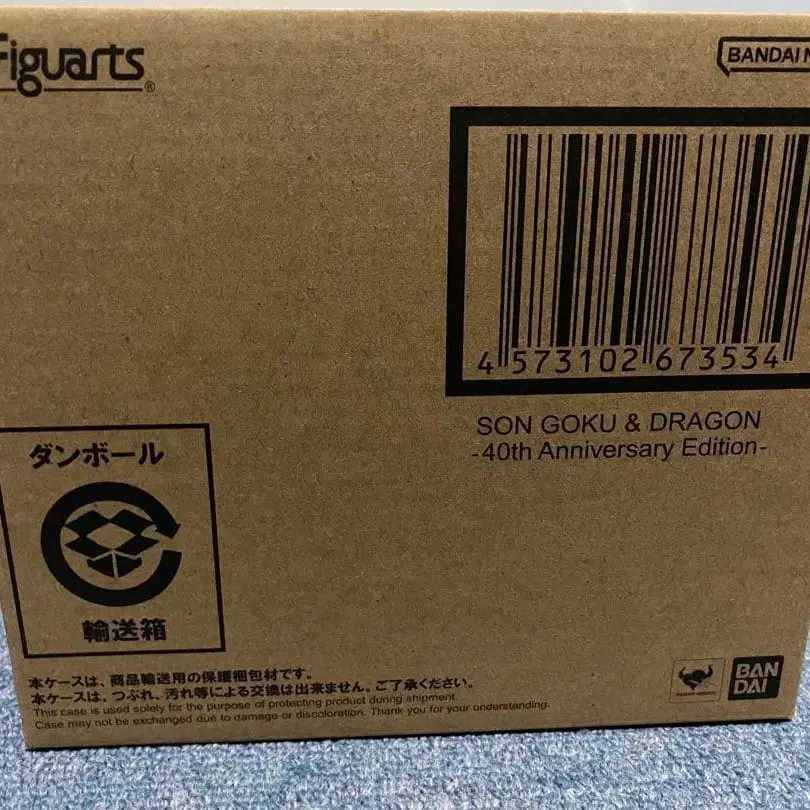 Figuarts®
BANDAI N
4 573102 673534
SON GOKU & DRAGON
-40th Anniversary Edition-
ダンボール
輸送箱
本ケースは、商品輸送用の保護梱包材です。
本ケースは、つぶれ、汚れ等による交換は出来ません。ご了承ください。
This case is used solely for the purpose of protecting product during shipment.
Case may not be exchanged due to damage or discoloration. Thank you for your understanding.
BAN
DAI